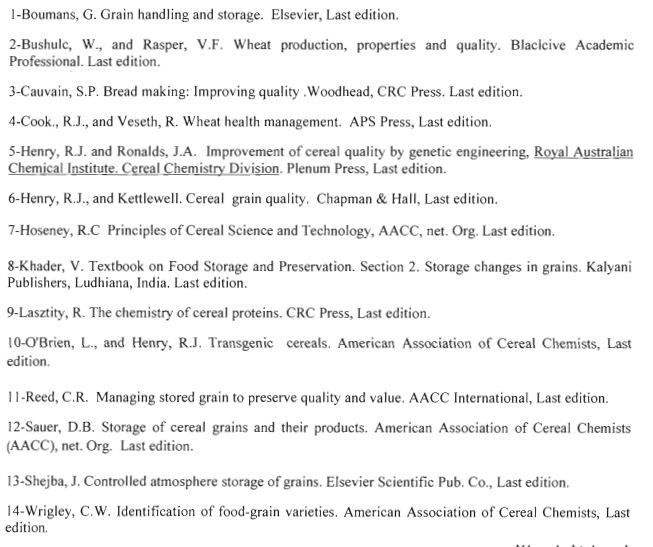 1-Boumans, G. Grain handling and storage. Elsevier, Last edition.
2-Bushulc, W., and Rasper, V.F. Wheat production, properties and quality. Blaclcive Academic
Professional. Last edition.
3-Cauvain, S.P. Bread making: Improving quality .Woodhead, CRC Press. Last edition.
4-Cook., R.J., and Veseth, R. Wheat health management. APS Press, Last edition.
5-Henry, R.J. and Ronalds, J.A. Improvement of cereal quality by genetic engineering, Royal Australian
Chemical Institute. Cereal Chemistry Division. Plenum Press, Last edition.
6-Henry, R.J., and Kettlewell. Cereal grain quality. Chapman & Hall, Last edition.
7-Hoseney, R.C Principles of Cereal Science and Technology, AACC, net. Org. Last edition.
8-Khader, V. Textbook on Food Storage and Preservation. Section 2. Storage changes in grains. Kalyani
Publishers, Ludhiana, India. Last edition.
9-Lasztity, R. The chemistry of cereal proteins. CRC Press, Last edition.
10-O'Brien, L., and Henry, R.J. Transgenic cereals. American Association of Cereal Chemists, Last
edition.
11-Reed, C.R. Managing stored grain to preserve quality and value. AACC International, Last edition.
12-Sauer, D.B. Storage of cereal grains and their products. American Association of Cereal Chemists
(AACC), net. Org. Last edition.
13-Shejba, J. Controlled atmosphere storage of grains. Elsevier Scientific Pub. Co., Last edition.
14-Wrigley, C.W. Identification of food-grain varieties. American Association of Cereal Chemists, Last
edition.